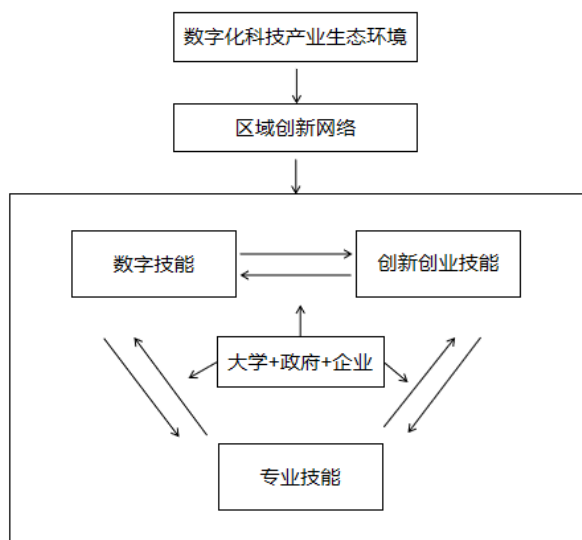 数字化科技产业生态环境
区域创新网络
数字技能
创新创业技能
大学+政府+企业
专业技能